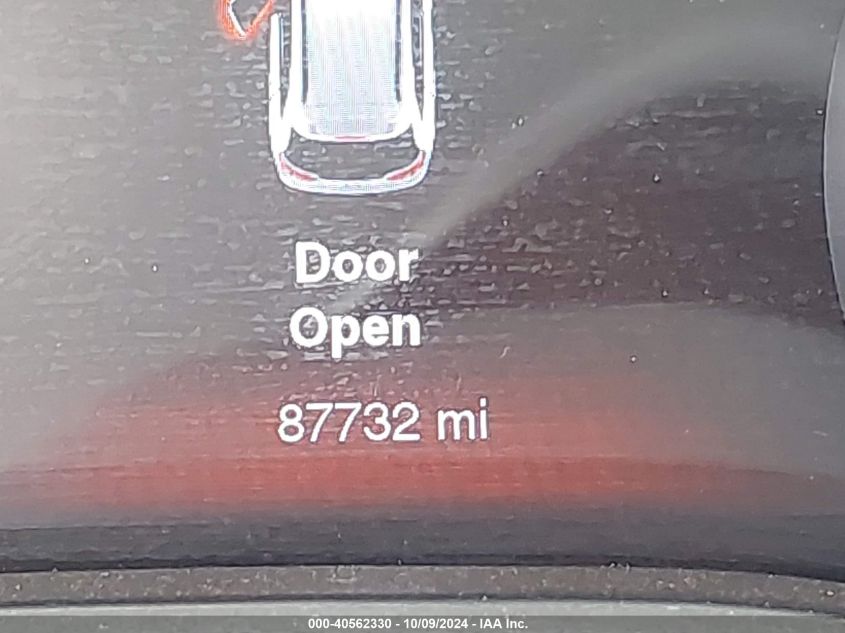 Door
Open
87732 mi
000-40562330 - 10/09/2024 - IAA Inc.